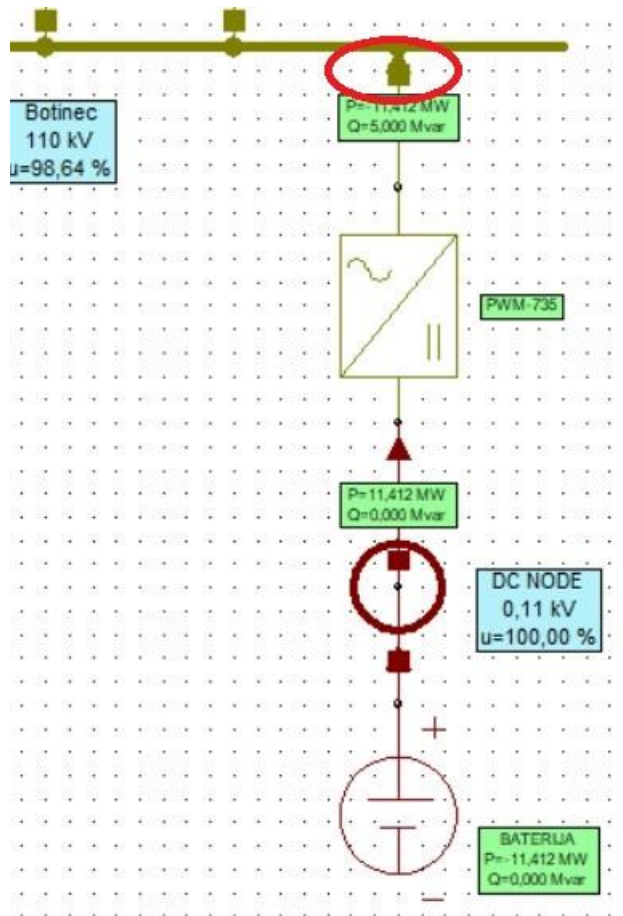 P=-11,412 MW
Q=5,000 Mvar
Botinec
110 kV
u=98,64 %
PWM-735
P=11,412 MW
Q=0,000 Mvar
DC NODE
0,11 kV
u=100,00 %
+
BATERIJA
P=-11,412 MW
Q=0,000 Mvar
−